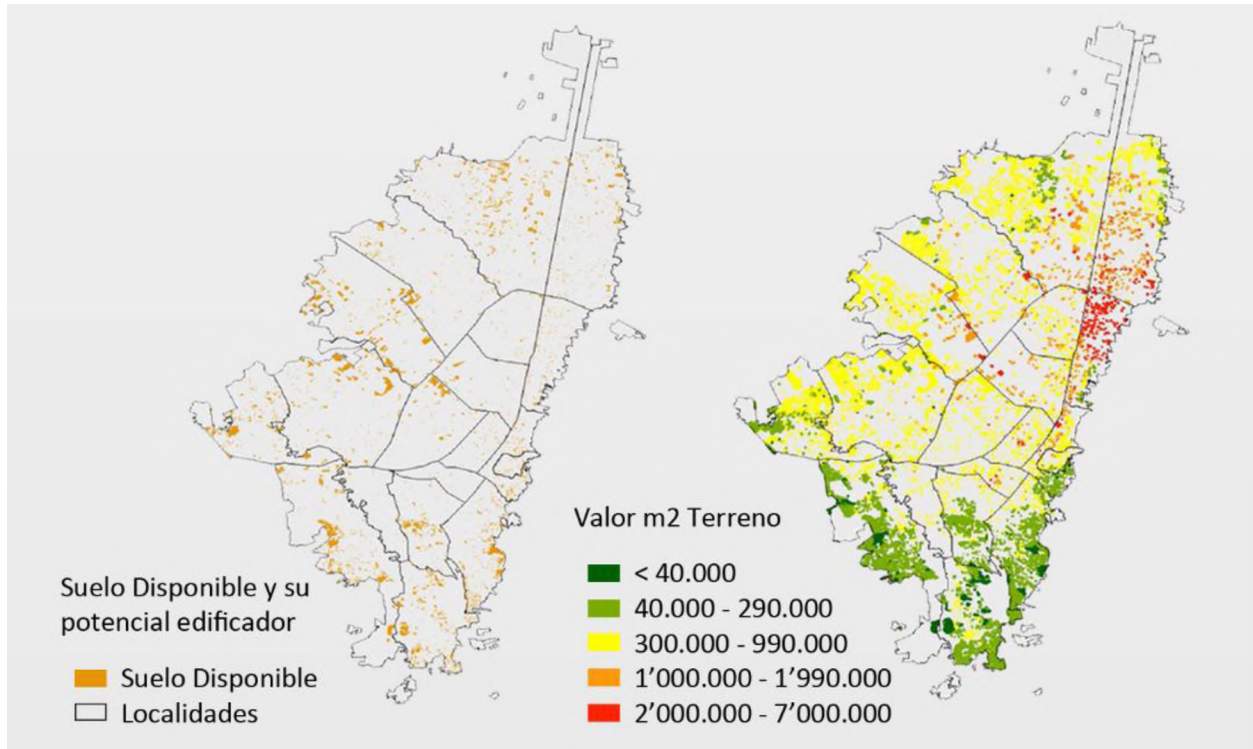 Suelo Disponible y su
potencial edificador
Suelo Disponible
Localidades
Valor m2 Terreno
< 40.000
40.000 - 290.000
300.000 - 990.000
1’000.000 - 1’990.000
2’000.000 - 7’000.000